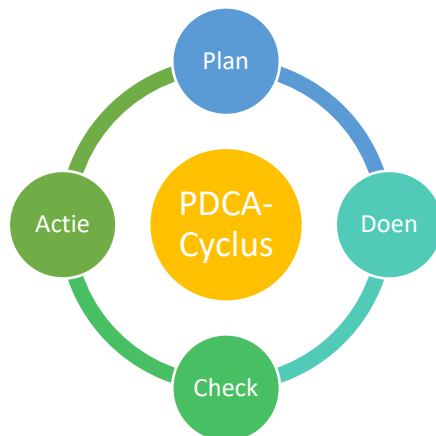 Plan
Actie
PDCA-
Cyclus
Doen
Check